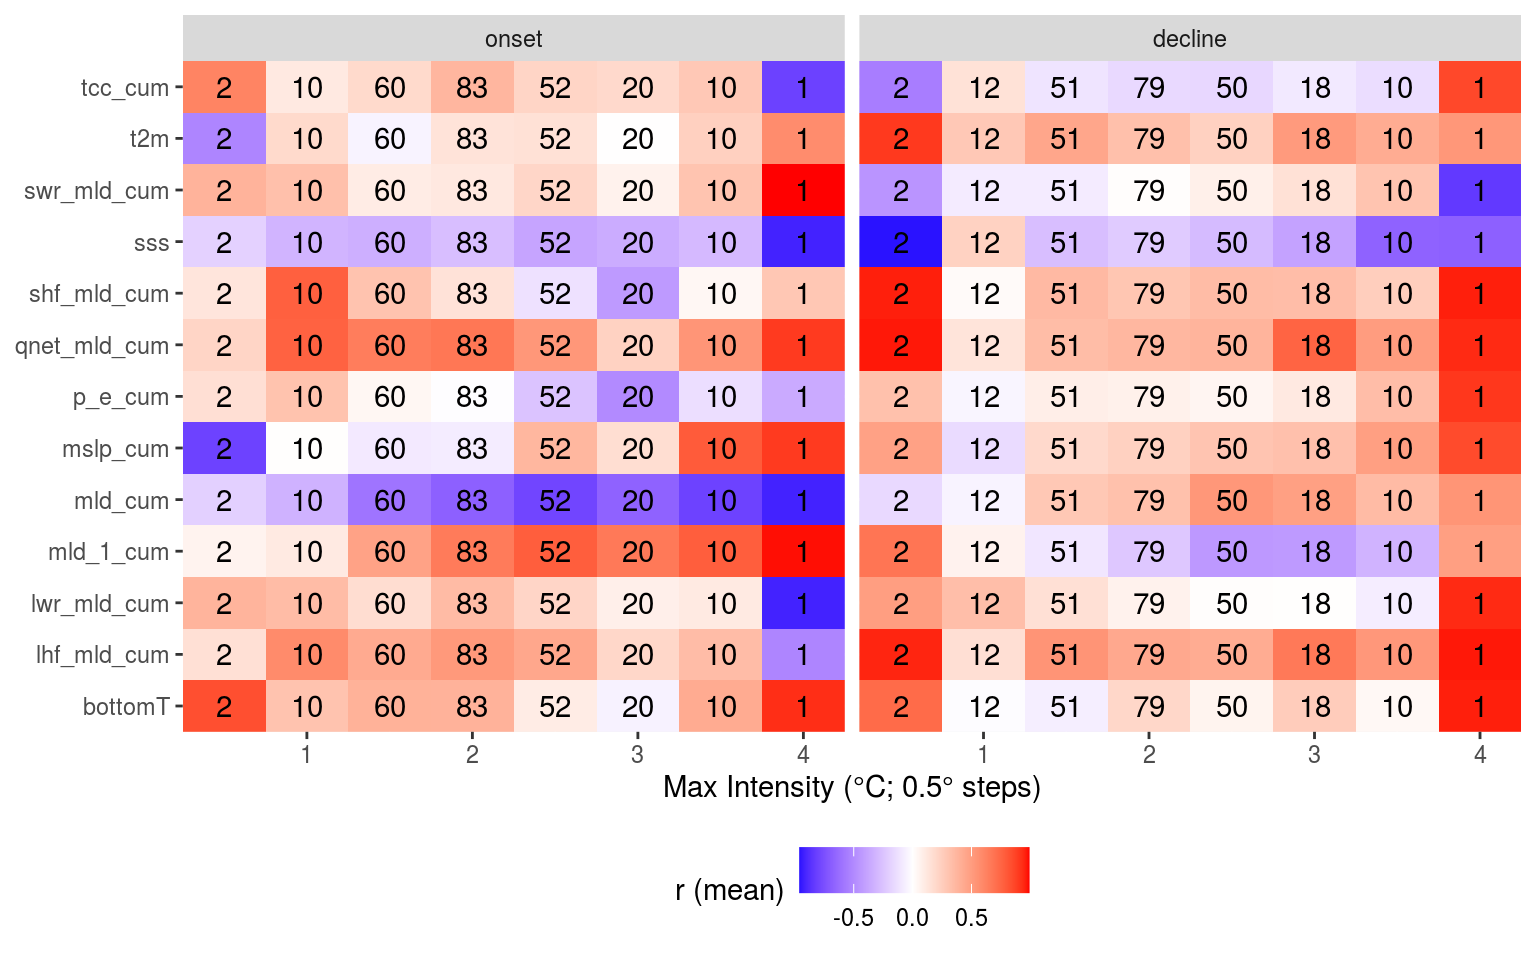 onset decline
tcc_cum 2 10 60 83 52 20 10 1 2 12 51 79 50 18 10 1
t2m 2 10 60 83 52 20 10 1 2 12 51 79 50 18 10 1
swr_mld_cum 2 10 60 83 52 20 10 1 2 12 51 79 50 18 10 1
sss 2 10 60 83 52 20 10 1 2 12 51 79 50 18 10 1
shf_mld_cum 2 10 60 83 52 20 10 1 2 12 51 79 50 18 10 1
qnet_mld_cum 2 10 60 83 52 20 10 1 2 12 51 79 50 18 10 1
p_e_cum 2 10 60 83 52 20 10 1 2 12 51 79 50 18 10 1
mslp_cum 2 10 60 83 52 20 10 1 2 12 51 79 50 18 10 1
mld_cum 2 10 60 83 52 20 10 1 2 12 51 79 50 18 10 1
mld_1_cum 2 10 60 83 52 20 10 1 2 12 51 79 50 18 10 1
lwr_mld_cum 2 10 60 83 52 20 10 1 2 12 51 79 50 18 10 1
lhf_mld_cum 2 10 60 83 52 20 10 1 2 12 51 79 50 18 10 1
bottomT 2 10 60 83 52 20 10 1 2 12 51 79 50 18 10 1
1 2 3 4 1 2 3 4
Max Intensity (°C; 0.5° steps)
r (mean)
-0.5 0.0 0.5